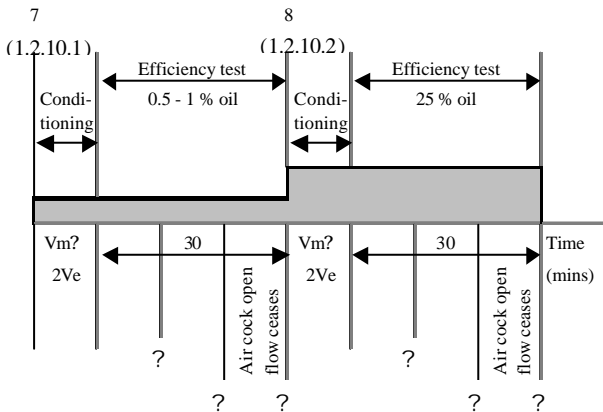 7
(1.2.10.1)
8
(1.2.10.2)
Efficiency test
0.5 - 1 % oil
Efficiency test
25 % oil
Condi-
tioning
Condi-
tioning
Vm?
2Ve
30
Vm?
2Ve
30
Time
(mins)
Air cock open
flow ceases
Air cock open
flow ceases
?
?
?
?
?
?